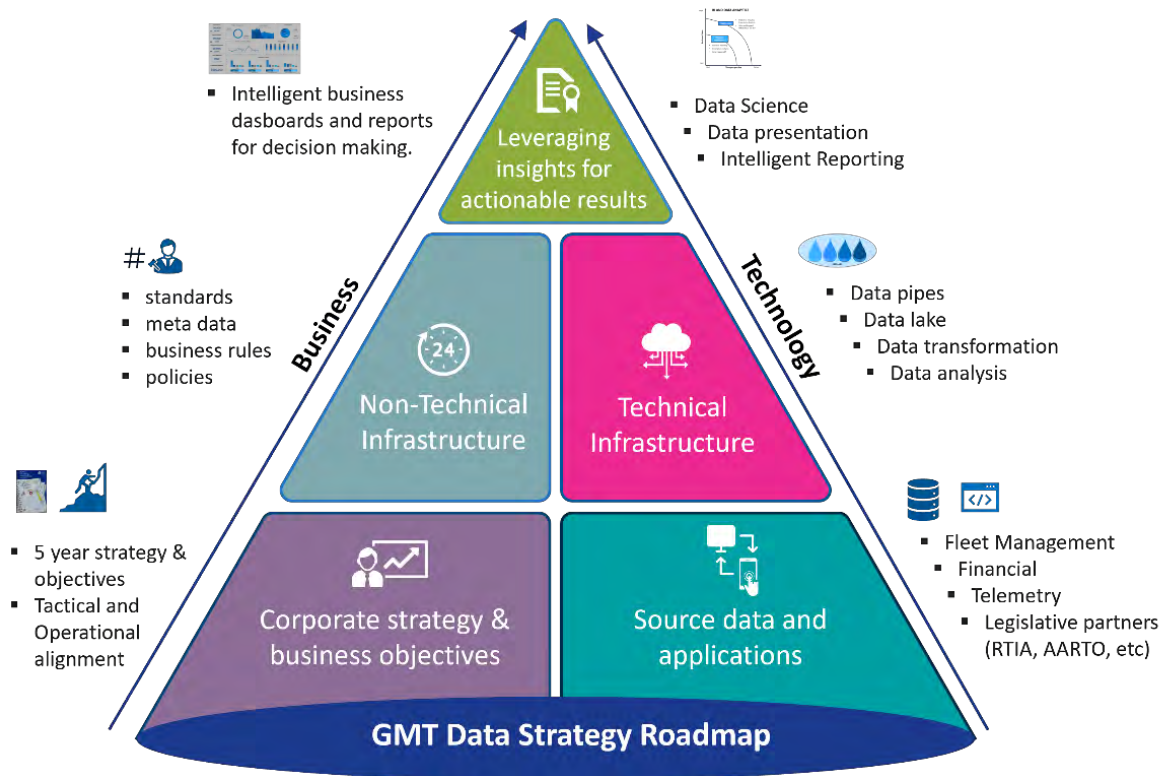 Intelligent business
dasboards and reports
for decision making.
Leveraging
insights for
actionable results
Data Science
Data presentation
Intelligent Reporting
Business
Technology
#
standards
meta data
business rules
policies
24
Non-Technical
Infrastructure
Technical
Infrastructure
Data pipes
Data lake
Data transformation
Data analysis
5 year strategy &
objectives
Tactical and
Operational
alignment
Corporate strategy &
business objectives
Source data and
applications
</>
Fleet Management
Financial
Telemetry
Legislative partners
(RTIA, AARTO, etc)
GMT Data Strategy Roadmap